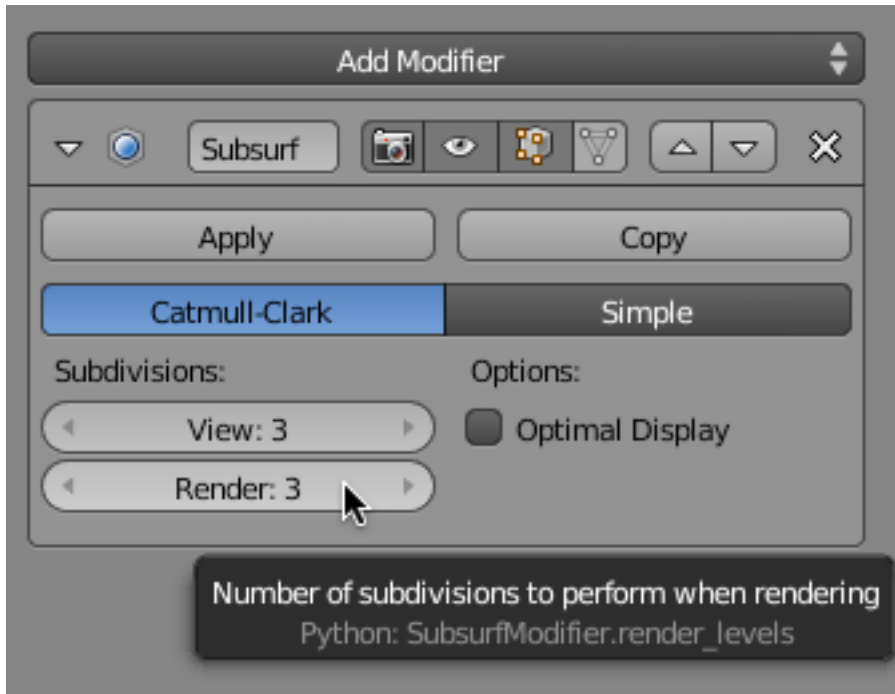 Add Modifier
Subsurf
Apply Copy
Catmull-Clark Simple
Subdivisions: Options:
View: 3 Optimal Display
Render: 3
Number of subdivisions to perform when rendering
Python: SubsurfModifier.render_levels